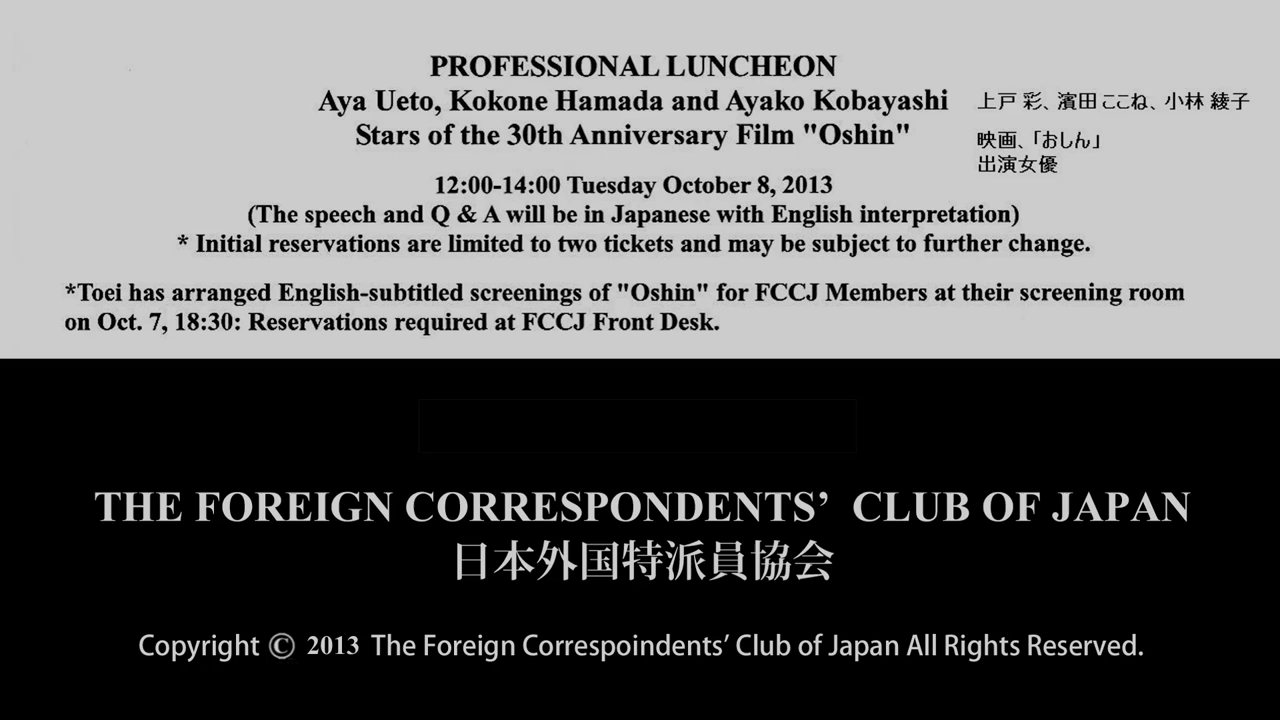 PROFESSIONAL LUNCHEON
Aya Ueto, Kokone Hamada and Ayako Kobayashi
Stars of the 30th Anniversary Film "Oshin"
上戸 彩、濱田 ここね、小林 綾子
映画、「おしん」
出演女優
12:00-14:00 Tuesday October 8, 2013
(The speech and Q & A will be in Japanese with English interpretation)
* Initial reservations are limited to two tickets and may be subject to further change.
*Toei has arranged English-subtitled screenings of "Oshin" for FCCJ Members at their screening room
on Oct. 7, 18:30: Reservations required at FCCJ Front Desk.
THE FOREIGN CORRESPONDENTS’ CLUB OF JAPAN
日本外国特派員協会
Copyright © 2013 The Foreign Correspoindents’ Club of Japan All Rights Reserved.